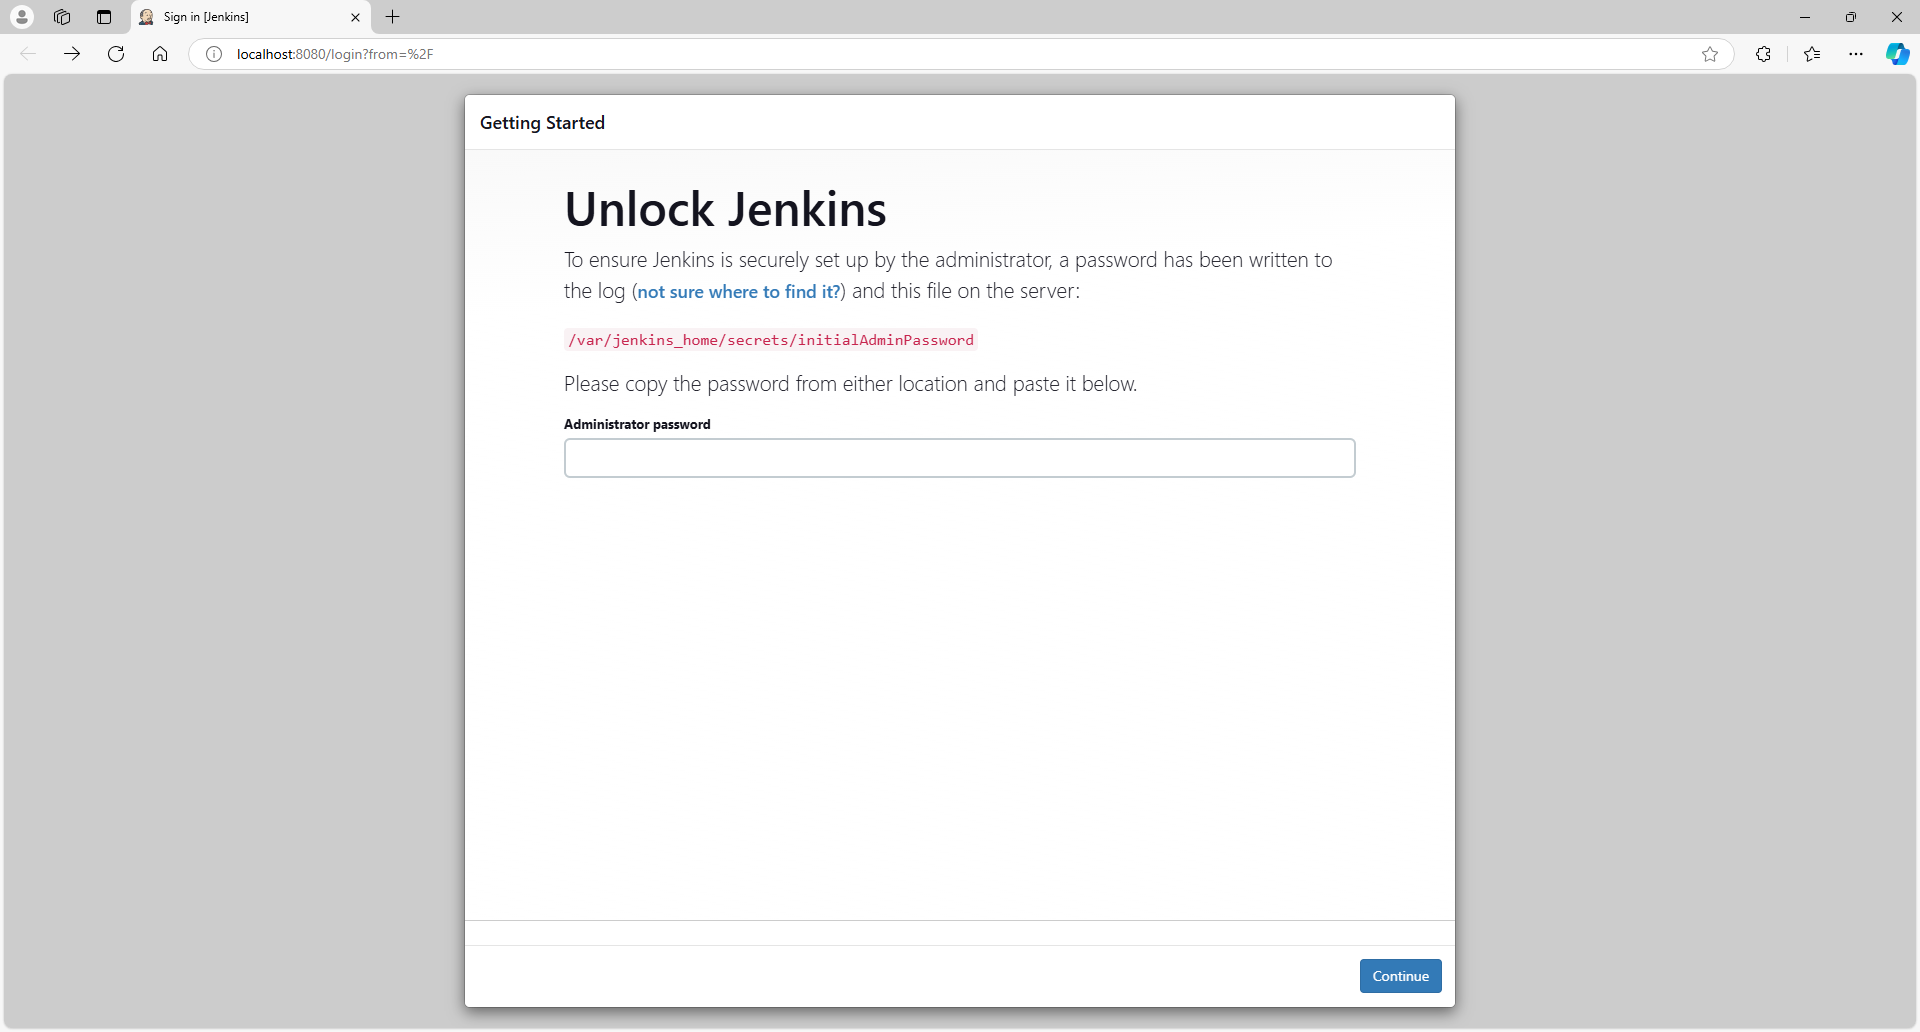 Sign in [Jenkins]
localhost:8080/login?from=%2F
Getting Started
Unlock Jenkins
To ensure Jenkins is securely set up by the administrator, a password has been written to
the log (not sure where to find it?) and this file on the server:
/var/jenkins_home/secrets/initialAdminPassword
Please copy the password from either location and paste it below.
Administrator password
Continue